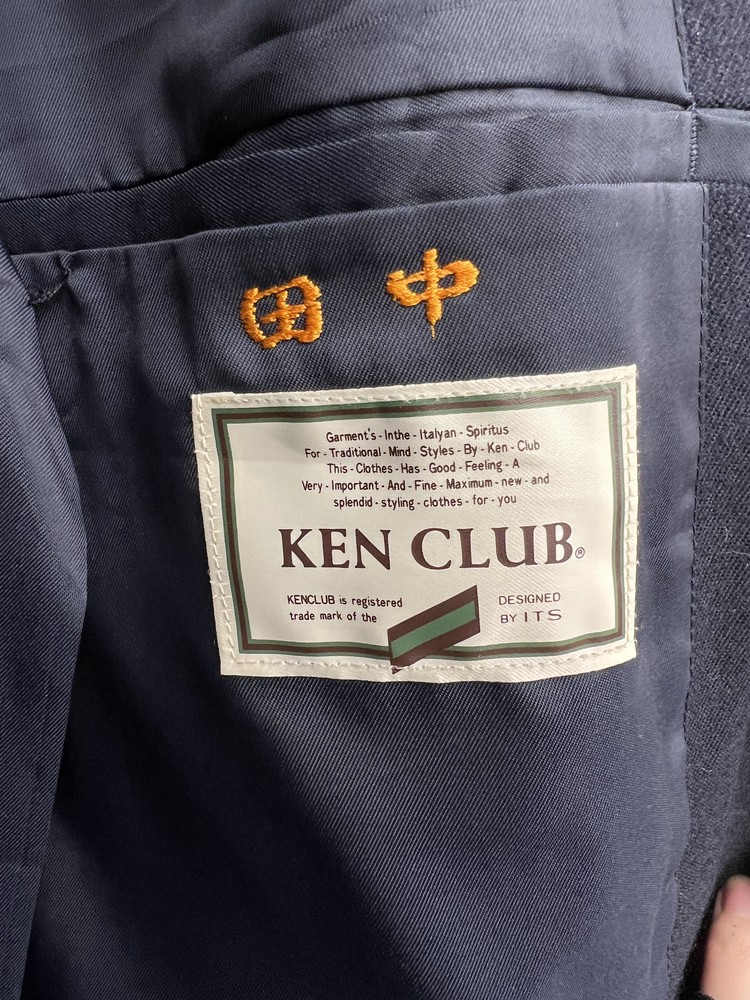 田中
Garment's - Inthe - Italyan - Spiritus
For - Traditional - Mind - Styles - By - Ken - Club
This - Clothes - Has - Good - Feeling - A
Very - Important - And - Fine - Maximum - new - and
splendid - styling - clothes - for - you
KEN CLUB®
KENCLUB is registered
trade mark of the
DESIGNED
BY ITS